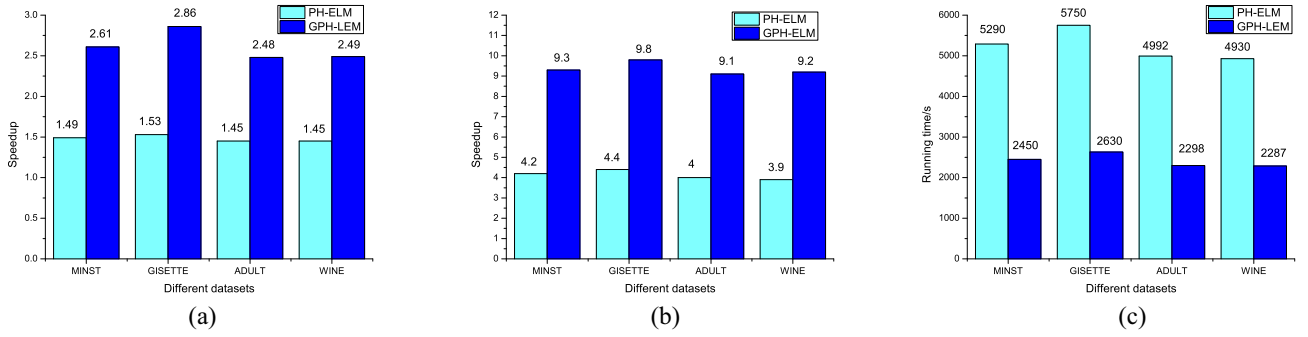 PH-ELM
GPH-LEM
3.0
2.5
2.0
1.5
1.0
0.5
0.0
Speedup
1.49
2.61
1.53
2.86
1.45
2.48
1.45
2.49
MINST GISETTE ADULT WINE
Different datasets
(a)
PH-ELM
GPH-ELM
12
11
10
9
8
7
6
5
4
3
2
1
0
Speedup
4.2
9.3
4.4
9.8
4
9.1
3.9
9.2
MINST GISETTE ADULT WINE
Different datasets
(b)
PH-ELM
GPH-LEM
6000
5000
4000
3000
2000
1000
0
Running time/s
5290
2450
5750
2630
4992
2298
4930
2287
MINST GISETTE ADULT WINE
Different datasets
(c)